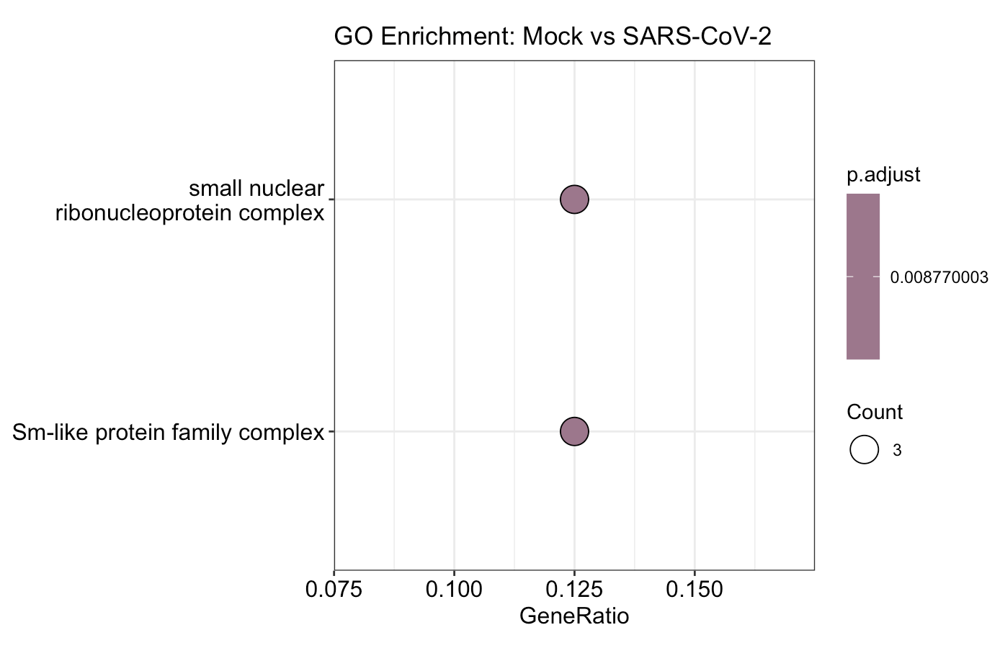 GO Enrichment: Mock vs SARS-CoV-2
small nuclear
ribonucleoprotein complex
Sm-like protein family complex
0.075
0.100
0.125
0.150
GeneRatio
p.adjust
0.008770003
Count
3